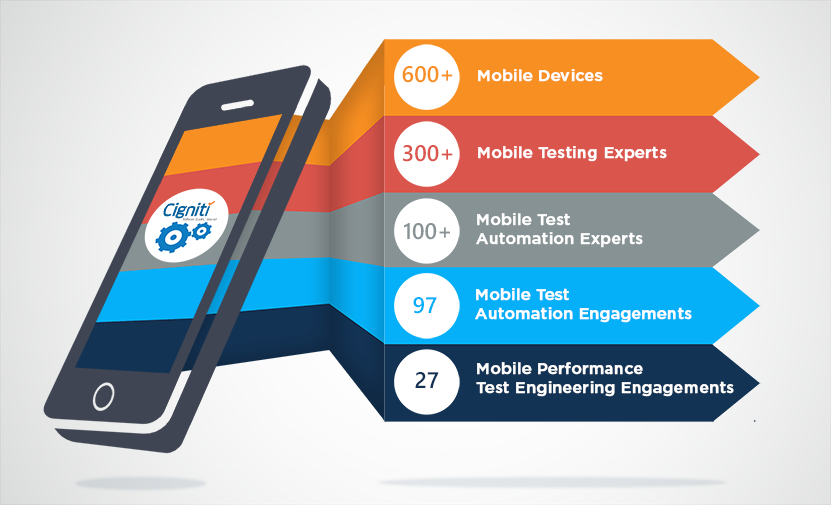 Cigniti
600+
Mobile Devices
300+
Mobile Testing Experts
100+
Mobile Test
Automation Experts
97
Mobile Test
Automation Engagements
27
Mobile Performance
Test Engineering Engagements